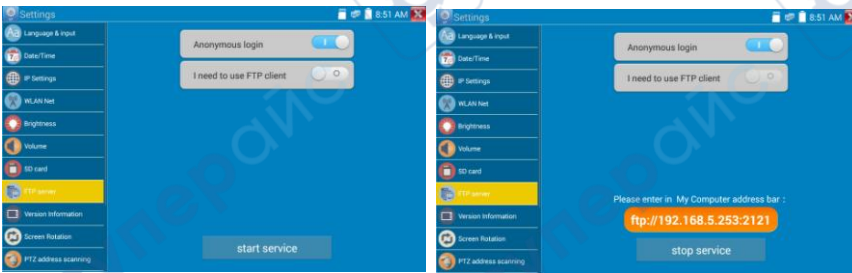 Settings
8:51 AM
Language & input
Date/Time
IP Settings
WLAN Net
Brightness
Volume
SD card
FTP server
Version Information
Screen Rotation
PTZ address scanning
Anonymous login
I need to use FTP client
start service
Settings
8:51 AM
Language & input
Date/Time
IP Settings
WLAN Net
Brightness
Volume
SD card
FTP server
Version Information
Screen Rotation
PTZ address scanning
Anonymous login
I need to use FTP client
Please enter in My Computer address bar :
ftp://192.168.5.253:2121
stop service